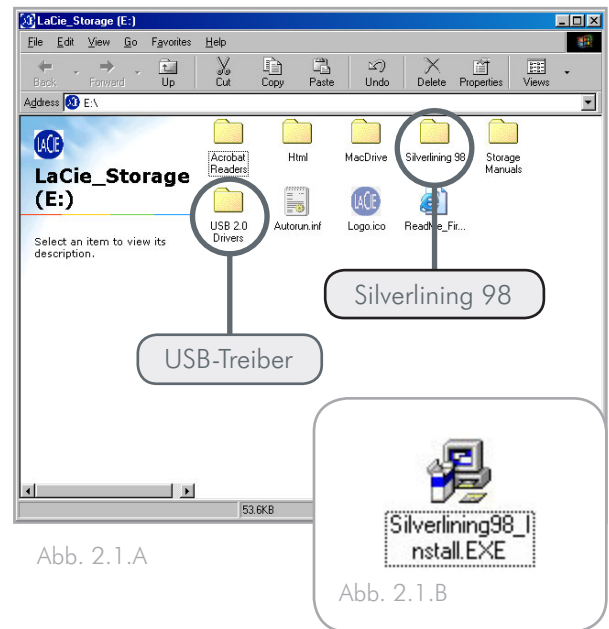 LaCie_Storage (E:)
File Edit View Go Favorites Help
Back Forward Up Cut Copy Paste Undo Delete Properties Views
Address E:\
LACIE
LaCie_Storage
(E:)
Select an item to view its
description.
Acrobat
Readers
Html
MacDrive
Silverlining 98
Storage
Manuals
USB 2.0
Drivers
Autorun.inf
LACIE
Logo.ico
ReadMe_Fir...
Silverlining 98
USB-Treiber
53.6KB
Silverlining98_I
nstall.EXE
Abb. 2.1.A
Abb. 2.1.B